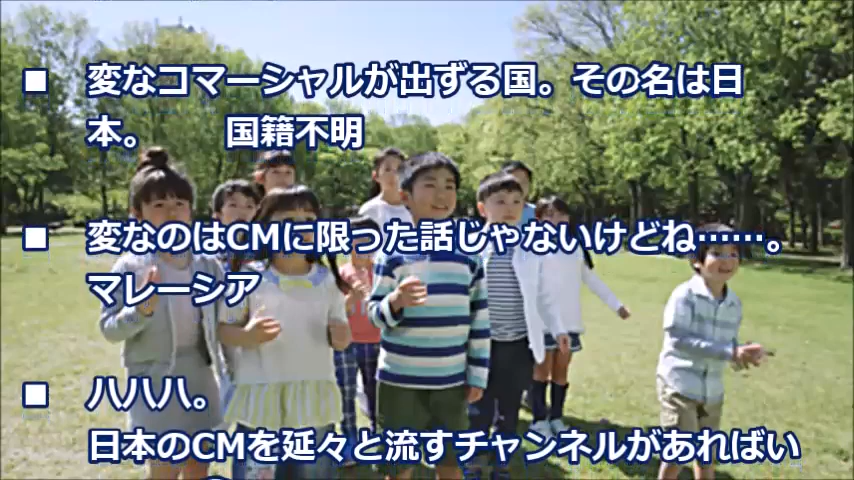 ■ 変なコマーシャルが出ずる国。その名は日
本。 国籍不明
■ 変なのはCMに限った話じゃないけどね……。
マレーシア
■ ハハハ。
日本のCMを延々と流すチャンネルがあればい